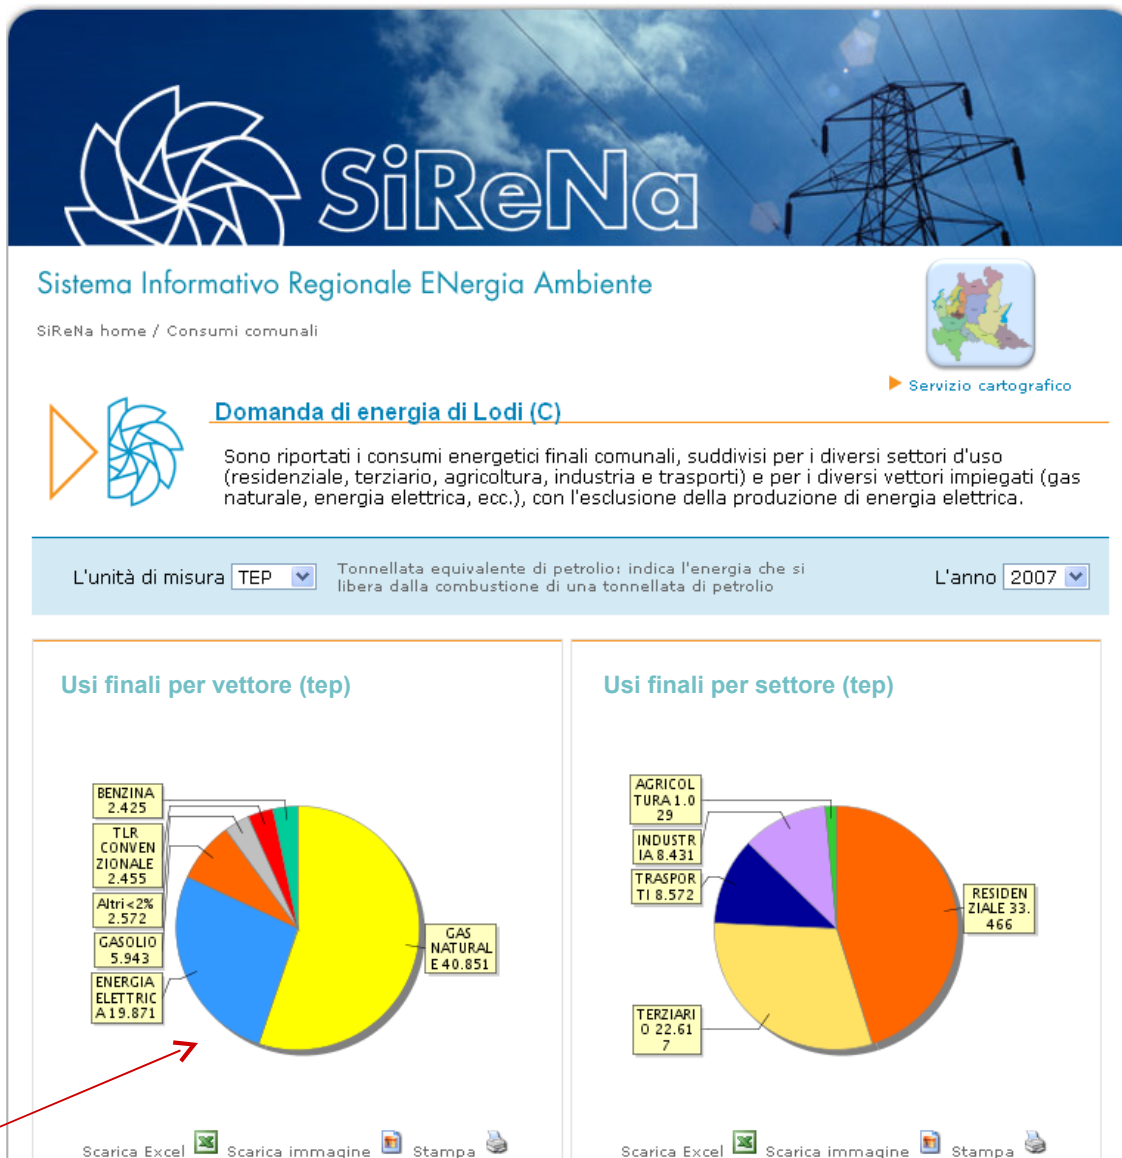 SiReNa
Sistema Informativo Regionale ENergia Ambiente
SiReNa home / Consumi comunali
Servizio cartografico
Domanda di energia di Lodi (C)
Sono riportati i consumi energetici finali comunali, suddivisi per i diversi settori d'uso
(residenziale, terziario, agricoltura, industria e trasporti) e per i diversi vettori impiegati (gas
naturale, energia elettrica, ecc.), con l'esclusione della produzione di energia elettrica.
L'unità di misura TEP
Tonnellata equivalente di petrolio: indica l'energia che si
libera dalla combustione di una tonnellata di petrolio
L'anno 2007
Usi finali per vettore (tep)
BENZINA
2.425
TLR
CONVEN
ZIONALE
2.455
Altri<2%
2.572
GASOLIO
5.943
ENERGIA
ELETTRIC
A 19.871
GAS
NATURAL
E 40.851
Scarica Excel Scarica immagine Stampa
Usi finali per settore (tep)
AGRICOL
TURA 1.0
29
INDUSTR
IA 8.431
TRASPOR
TI 8.572
TERZIARI
O 22.61
7
RESIDEN
ZIALE 33.
466
Scarica Excel Scarica immagine Stampa